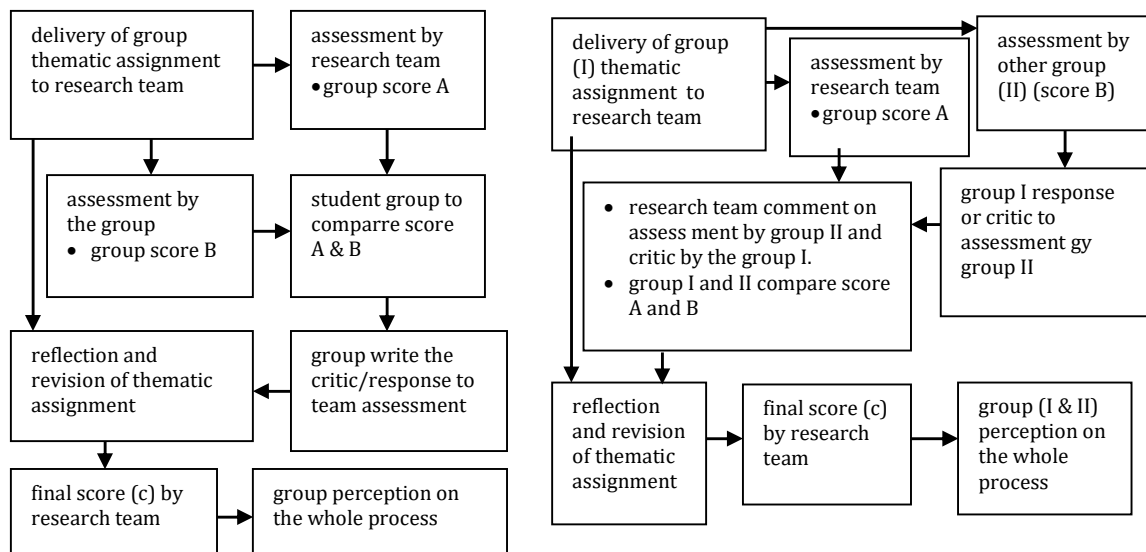 delivery of group
thematic assignment
to research team
assessment by
research team
•group score A
assessment by
the group
• group score B
student group to
comparre score
A & B
reflection and
revision of thematic
assignment
group write the
critic/response to
team assessment
final score (c) by
research team
group perception on
the whole process
delivery of group
(I) thematic
assignment to
research team
assessment by
research team
•group score A
assessment by
other group
(II) (score B)
• research team comment on
assess ment by group II and
critic by the group I.
• group I and II compare score
A and B
group I response
or critic to
assessment gy
group II
reflection
and revision
of thematic
assignment
final score (c)
by research
team
group (I & II)
perception on
the whole
process